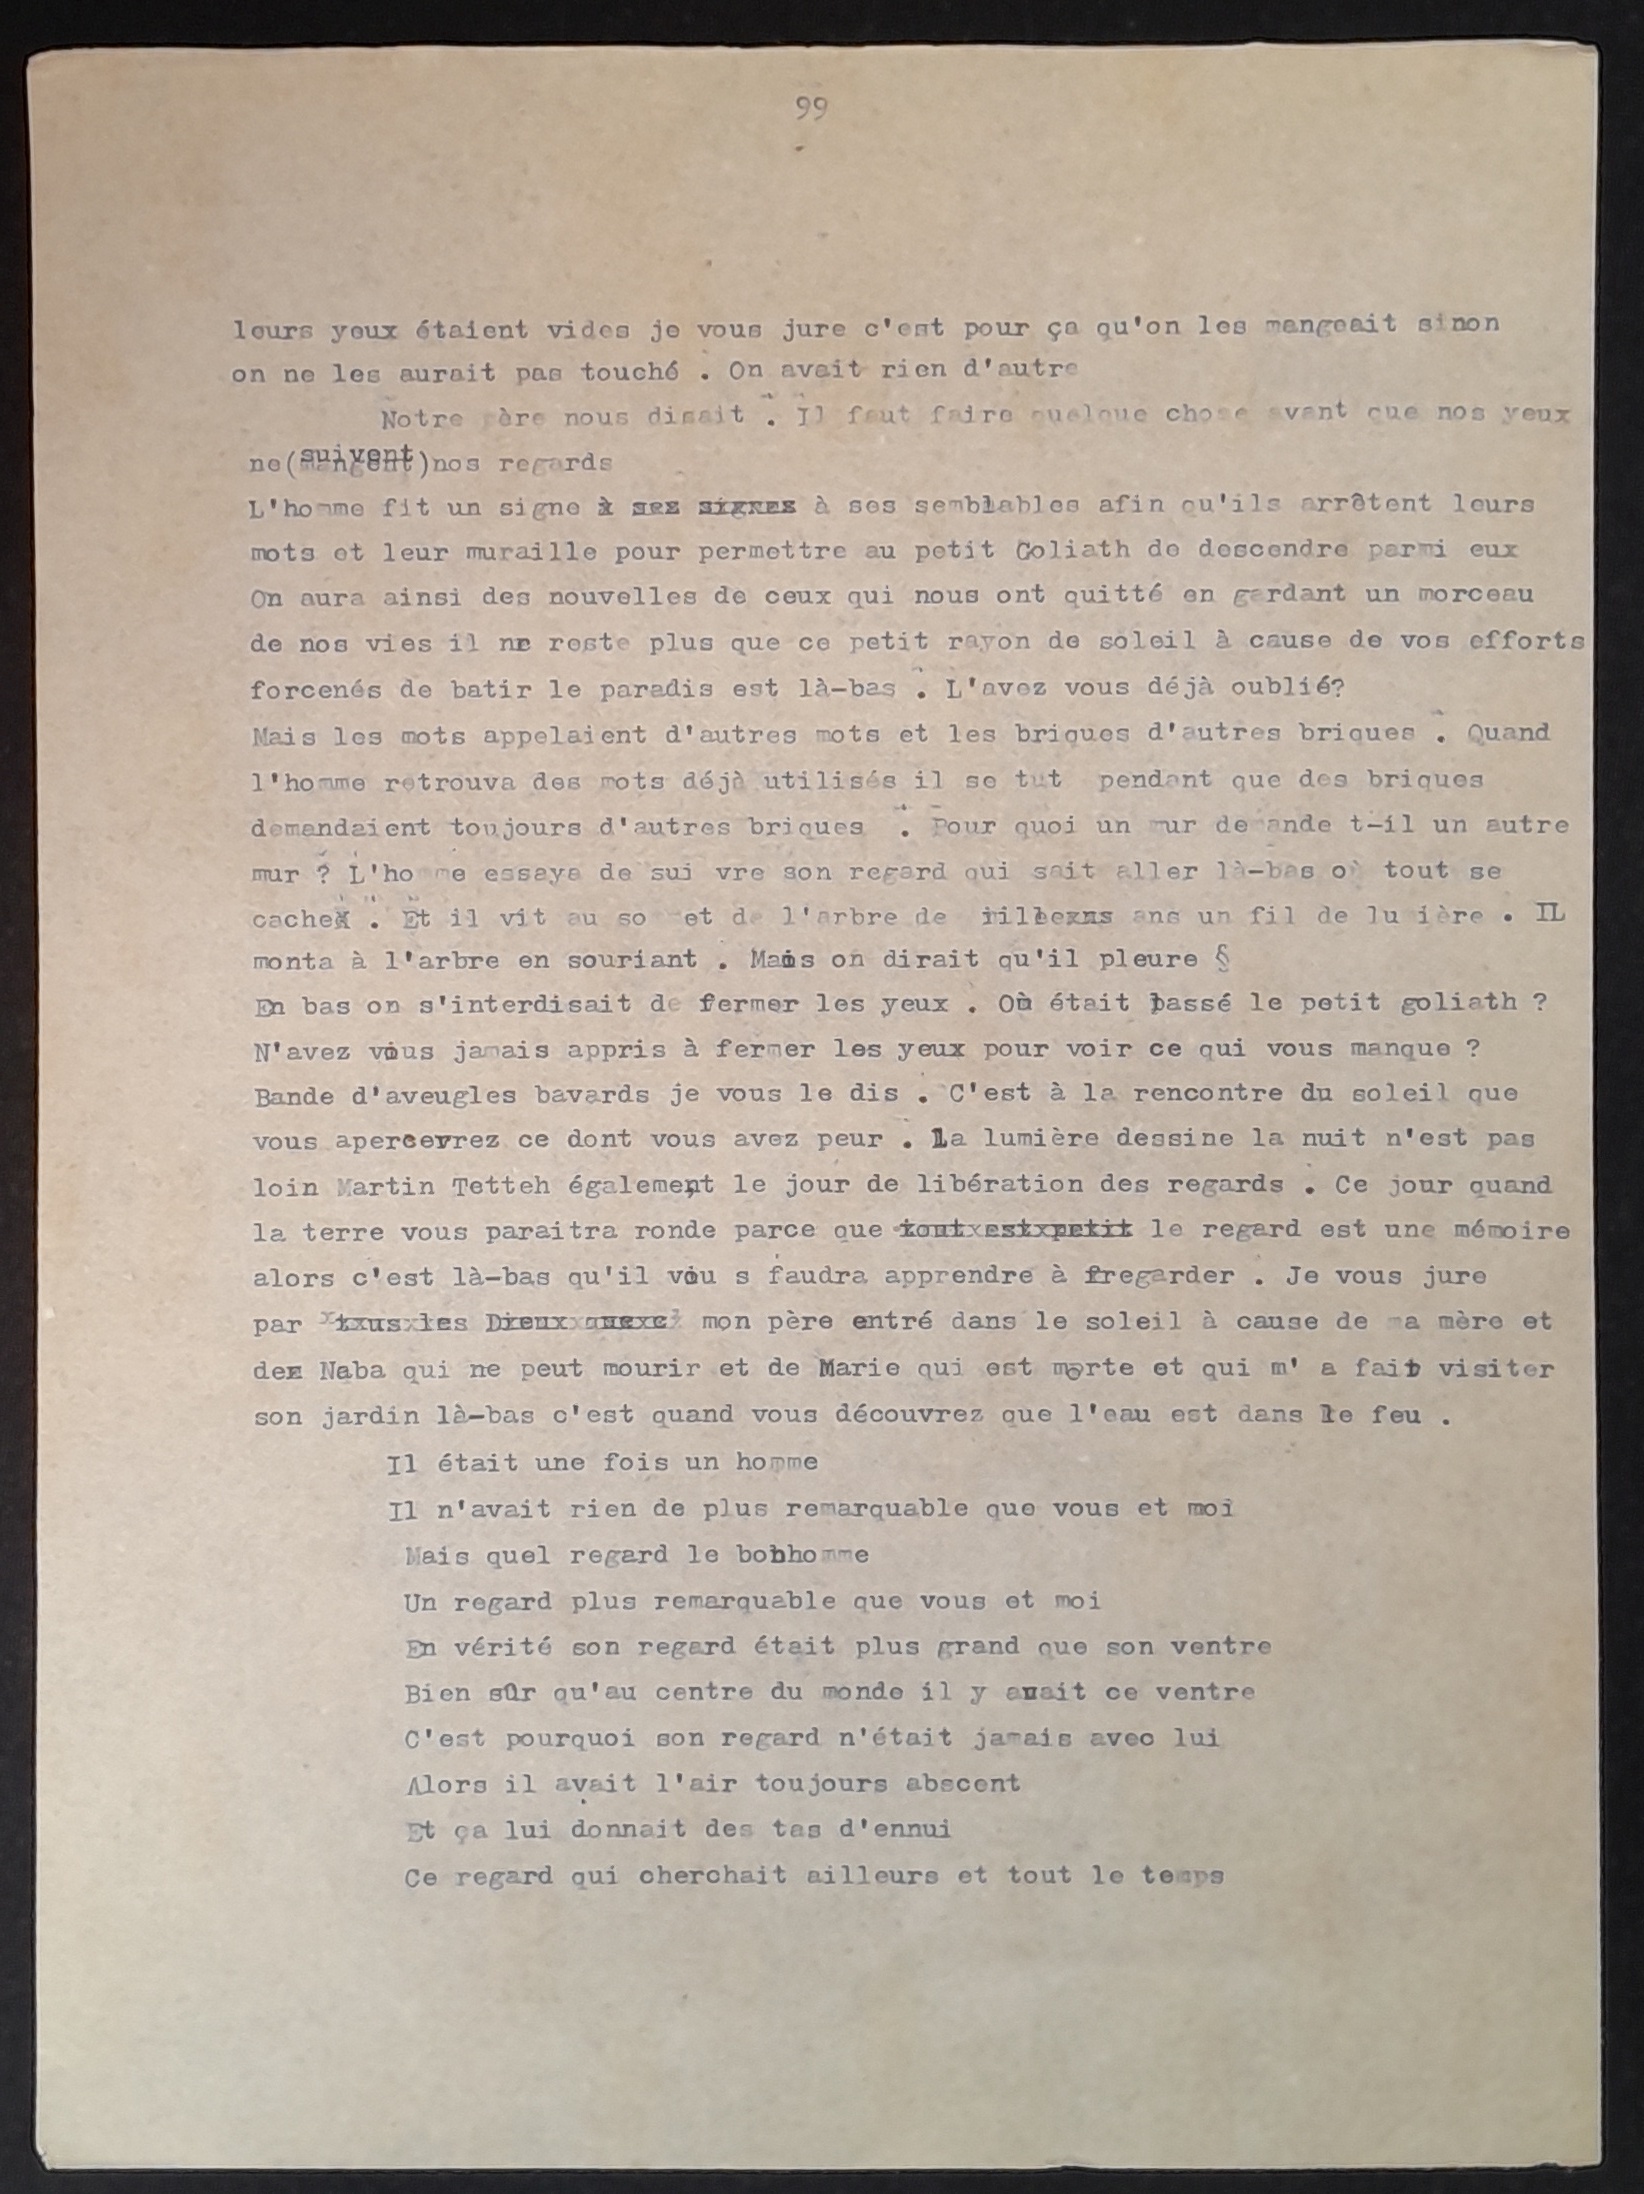 99
leurs yeux étaient vides je vous jure c'est pour ça qu'on les mangeait sinon
on ne les aurait pas touché . On avait rien d'autre
Notre père nous disait . Il faut faire quelque chose avant que nos yeux
suivent
ne(mangent)nos regards
L'homme fit un signe à ses signes à ses semblables afin qu'ils arrêtent leurs
mots et leur muraille pour permettre au petit Goliath de descendre parmi eux
On aura ainsi des nouvelles de ceux qui nous ont quitté en gardant un morceau
de nos vies il ne reste plus que ce petit rayon de soleil à cause de vos efforts
forcenés de batir le paradis est là-bas . L'avez vous déjà oublié?
Mais les mots appelaient d'autres mots et les briques d'autres briques . Quand
l'homme retrouva des mots déjà utilisés il se tut pendant que des briques
demandaient toujours d'autres briques . Pour quoi un mur demande t-il un autre
mur ? L'homme essaya de sui vre son regard qui sait aller là-bas où tout se
cache . Et il vit au sommet de l'arbre de ans un fil de lumière . IL
monta à l'arbre en souriant . Mais on dirait qu'il pleure §
En bas on s'interdisait de fermer les yeux . Où était passé le petit goliath ?
N'avez vous jamais appris à fermer les yeux pour voir ce qui vous manque ?
Bande d'aveugles bavards je vous le dis . C'est à la rencontre du soleil que
vous apercevrez ce dont vous avez peur . La lumière dessine la nuit n'est pas
loin Martin Tetteh également le jour de libération des regards . Ce jour quand
la terre vous paraitra ronde parce que tout est petit le regard est une mémoire
alors c'est là-bas qu'il vou s faudra apprendre à regarder . Je vous jure
par tous les Dieux mon père entré dans le soleil à cause de ma mère et
de Naba qui ne peut mourir et de Marie qui est morte et qui m' a fait visiter
son jardin là-bas c'est quand vous découvrez que l'eau est dans le feu .
Il était une fois un homme
Il n'avait rien de plus remarquable que vous et moi
Mais quel regard le bonhomme
Un regard plus remarquable que vous et moi
En vérité son regard était plus grand que son ventre
Bien sûr qu'au centre du monde il y avait ce ventre
C'est pourquoi son regard n'était jamais avec lui
Alors il avait l'air toujours abscent
Et ça lui donnait des tas d'ennui
Ce regard qui cherchait ailleurs et tout le temps